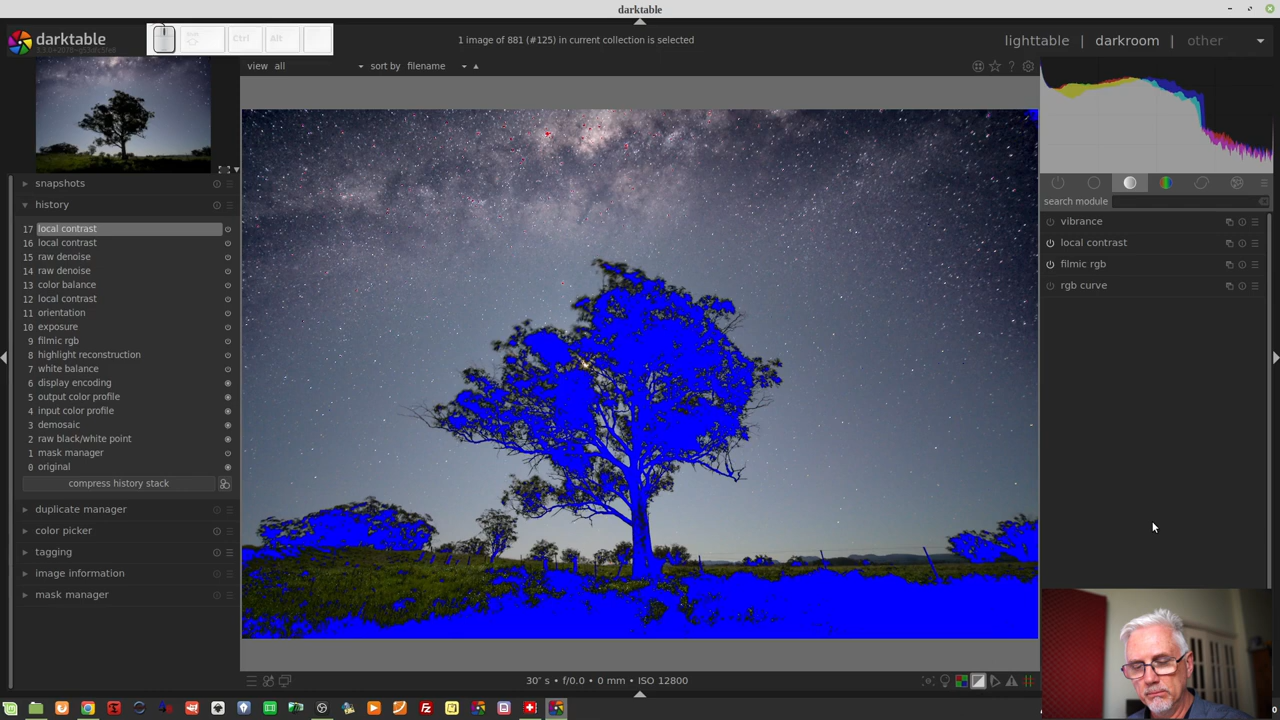 darktable
darktable
Ctrl
Alt
1 image of 881 (#125) in current collection is selected
lighttable | darkroom | other
view all
sort by filename
search module
snapshots
history
17 local contrast
16 local contrast
15 raw denoise
14 raw denoise
13 color balance
12 local contrast
11 orientation
10 exposure
9 filmic rgb
8 highlight reconstruction
7 white balance
6 display encoding
5 output color profile
4 input color profile
3 demosaic
2 raw black/white point
1 mask manager
0 original
compress history stack
duplicate manager
color picker
tagging
image information
mask manager
vibrance
local contrast
filmic rgb
rgb curve
30" s • f/0.0 • 0 mm • ISO 12800